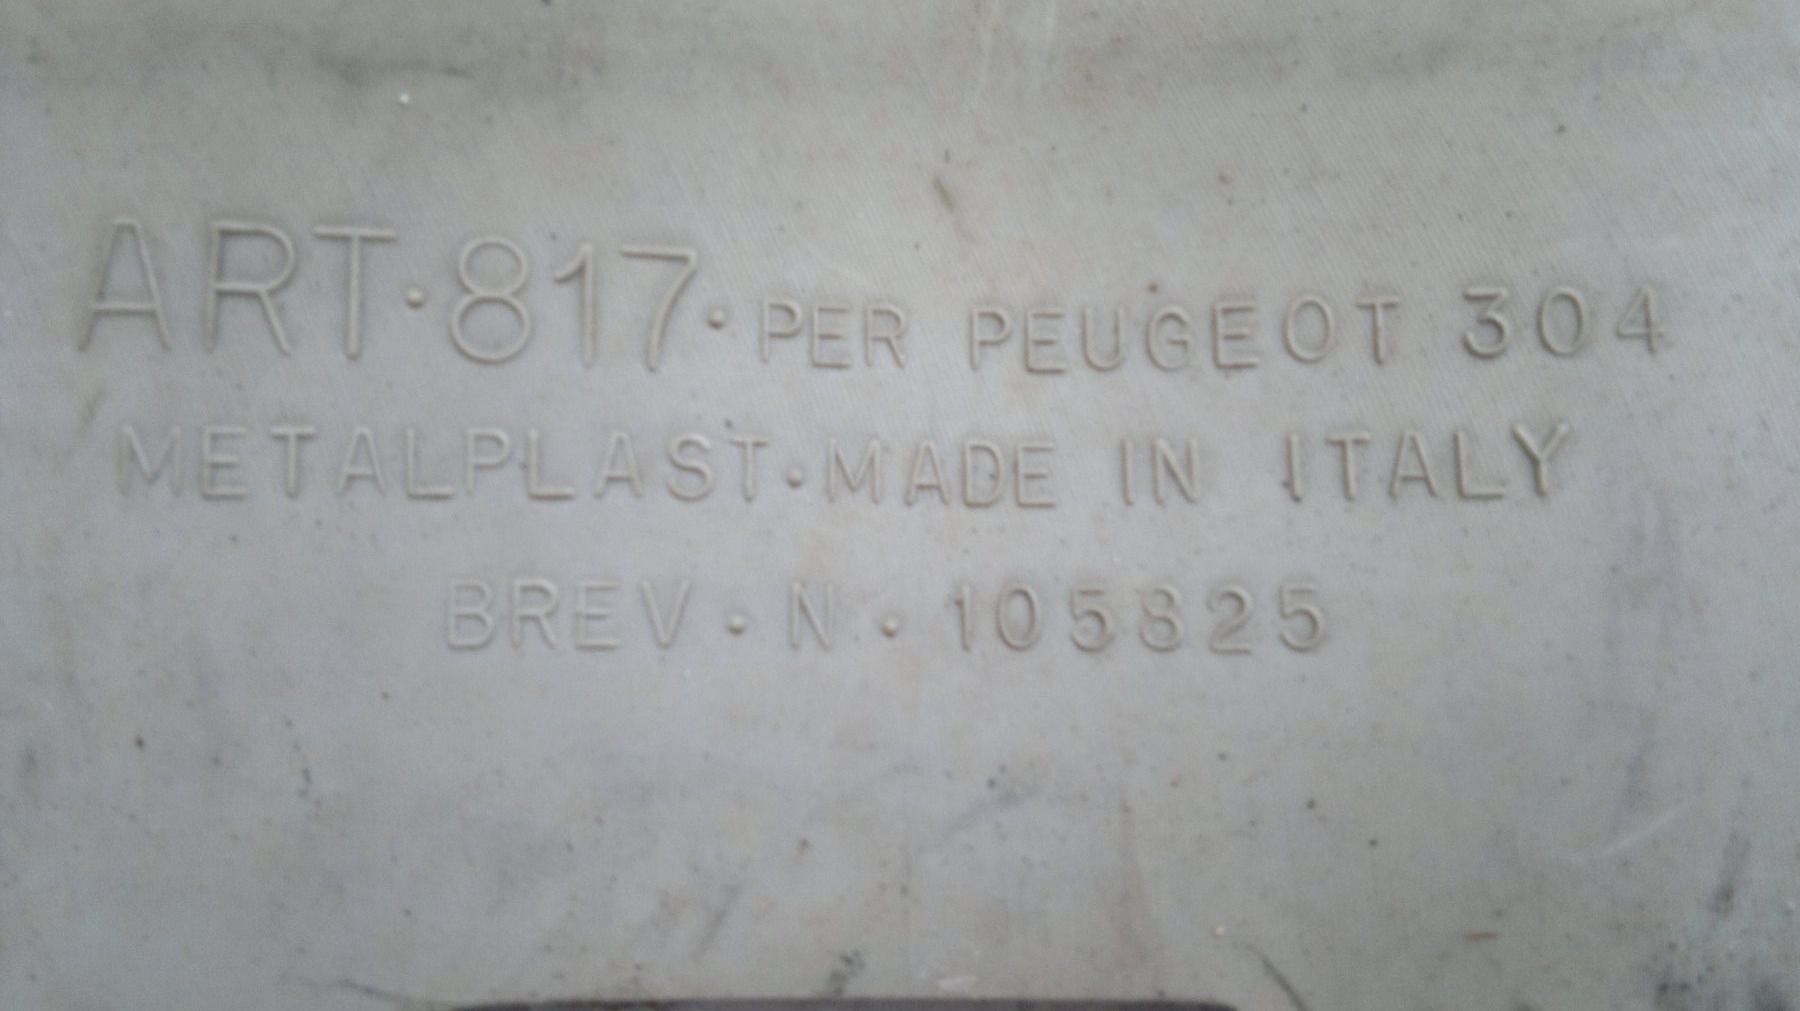 ART·817·PER PEUGEOT 304
METALPLAST·MADE IN ITALY
BREV·N·105825